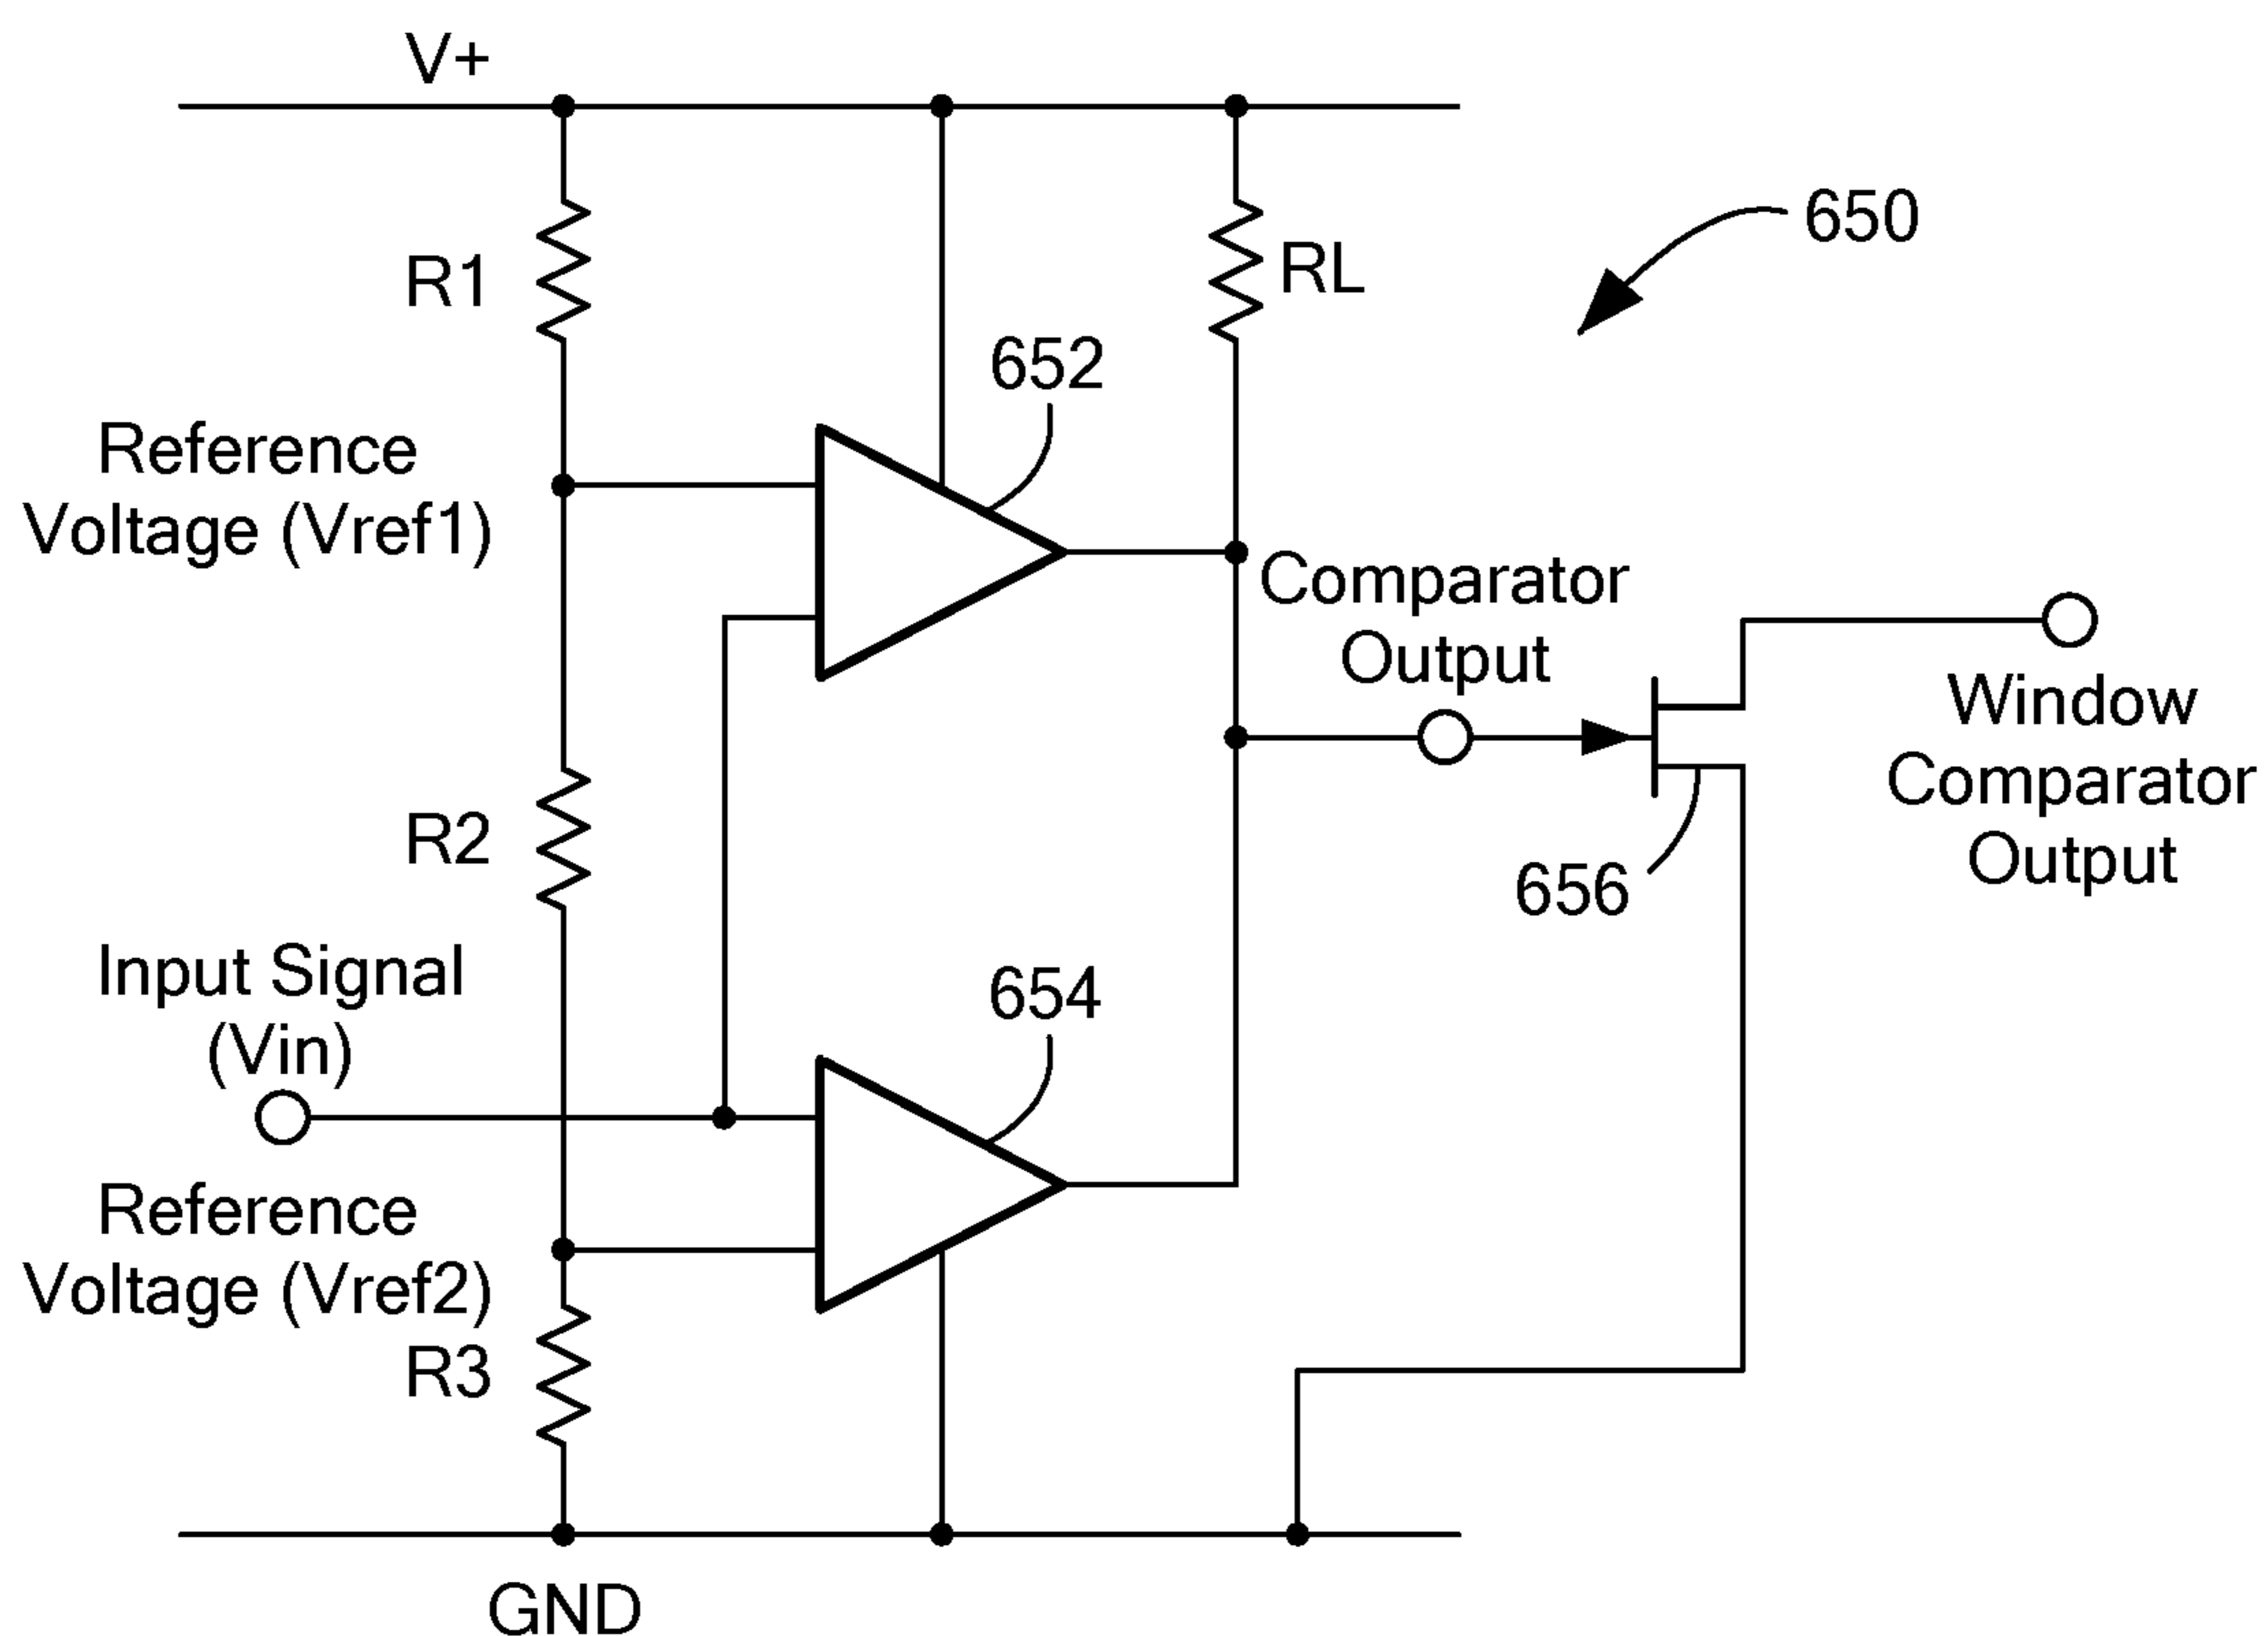 V+
650
R1
RL
652
Reference
Voltage (Vref1)
Comparator
Output
Window
Comparator
Output
R2
656
Input Signal
(Vin)
654
Reference
Voltage (Vref2)
R3
GND